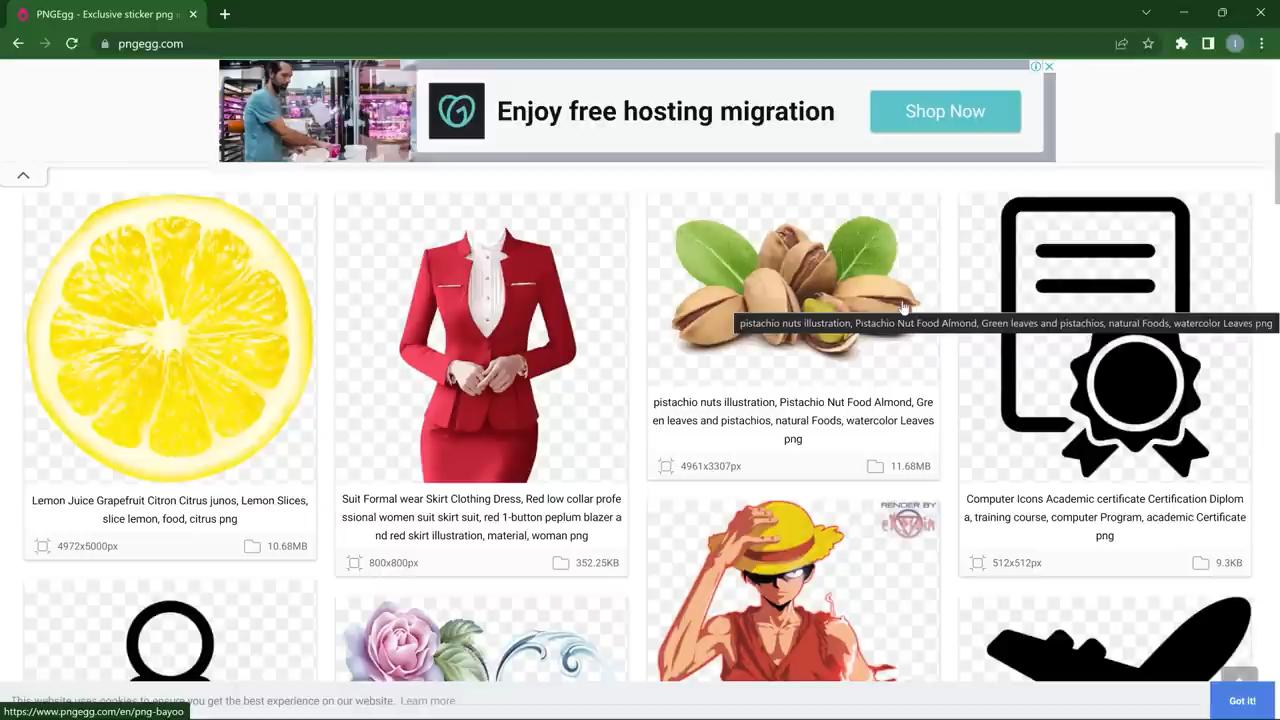 PNGEgg - Exclusive sticker png
pngegg.com
Enjoy free hosting migration
Shop Now
pistachio nuts illustration, Pistachio Nut Food Almond, Green leaves and pistachios, natural Foods, watercolor Leaves png
Lemon Juice Grapefruit Citron Citrus junos, Lemon Slices,
slice lemon, food, citrus png
4972x5000px
10.68MB
Suit Formal wear Skirt Clothing Dress, Red low collar profe
ssional women suit skirt suit, red 1-button peplum blazer a
nd red skirt illustration, material, woman png
800x800px
352.25KB
pistachio nuts illustration, Pistachio Nut Food Almond, Gre
en leaves and pistachios, natural Foods, watercolor Leaves
png
4961x3307px
11.68MB
Computer Icons Academic certificate Certification Diplom
a, training course, computer Program, academic Certificate
png
512x512px
9.3KB
RENDER BY
This website uses cookies to ensure you get the best experience on our website. Learn more
Got it!
https://www.pngegg.com/en/png-bayoo